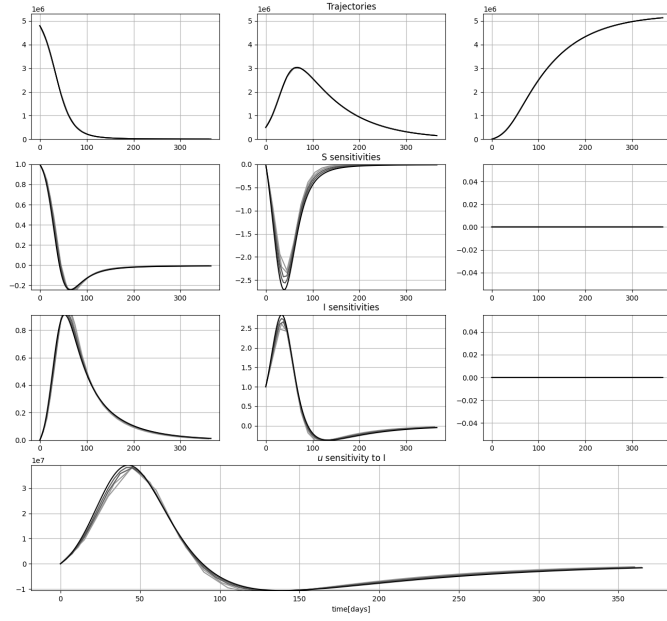 Trajectories
1e6 1e6 1e6
5 5 5
4 4 4
3 3 3
2 2 2
1 1 1
0 0 0
0 100 200 300 0 100 200 300 0 100 200 300
S sensitivities
1.0 0.0
0.8 −0.5 0.04
0.6 −1.0 0.02
0.4 −1.5 0.00
0.2 −2.0 −0.02
0.0 −2.5 −0.04
−0.2
0 100 200 300 0 100 200 300 0 100 200 300
I sensitivities
0.8 2.5 0.04
0.6 2.0 0.02
0.4 1.5 0.00
0.2 1.0 −0.02
0.0 0.5 −0.04
0.0
0 100 200 300 0 100 200 300 0 100 200 300
u sensitivity to I
1e7
3
2
1
0
−1
0 50 100 150 200 250 300 350
time[days]